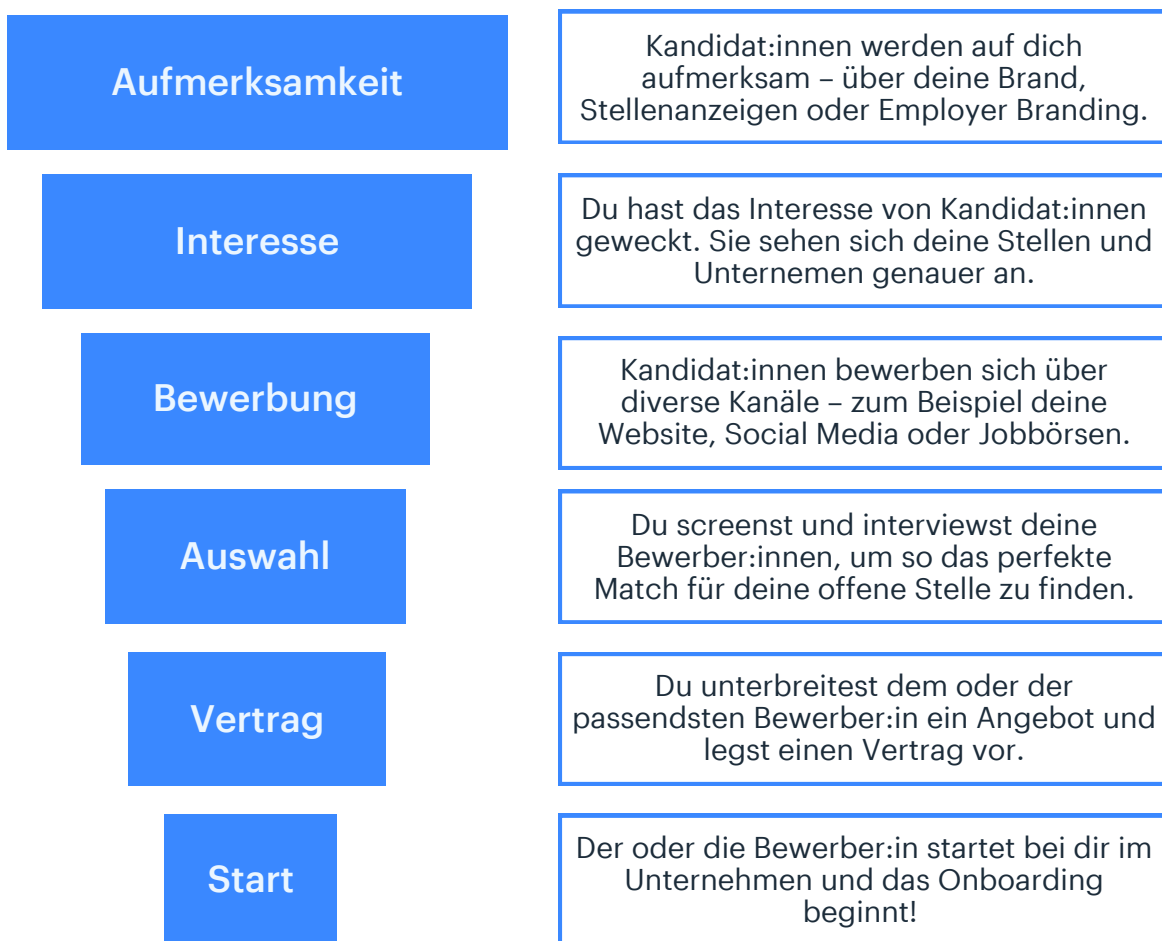 Aufmerksamkeit
Kandidat:innen werden auf dich
aufmerksam – über deine Brand,
Stellenanzeigen oder Employer Branding.
Interesse
Du hast das Interesse von Kandidat:innen
geweckt. Sie sehen sich deine Stellen und
Unternemen genauer an.
Bewerbung
Kandidat:innen bewerben sich über
diverse Kanäle – zum Beispiel deine
Website, Social Media oder Jobbörsen.
Auswahl
Du screenst und interviewst deine
Bewerber:innen, um so das perfekte
Match für deine offene Stelle zu finden.
Vertrag
Du unterbreitest dem oder der
passendsten Bewerber:in ein Angebot und
legst einen Vertrag vor.
Start
Der oder die Bewerber:in startet bei dir im
Unternehmen und das Onboarding
beginnt!